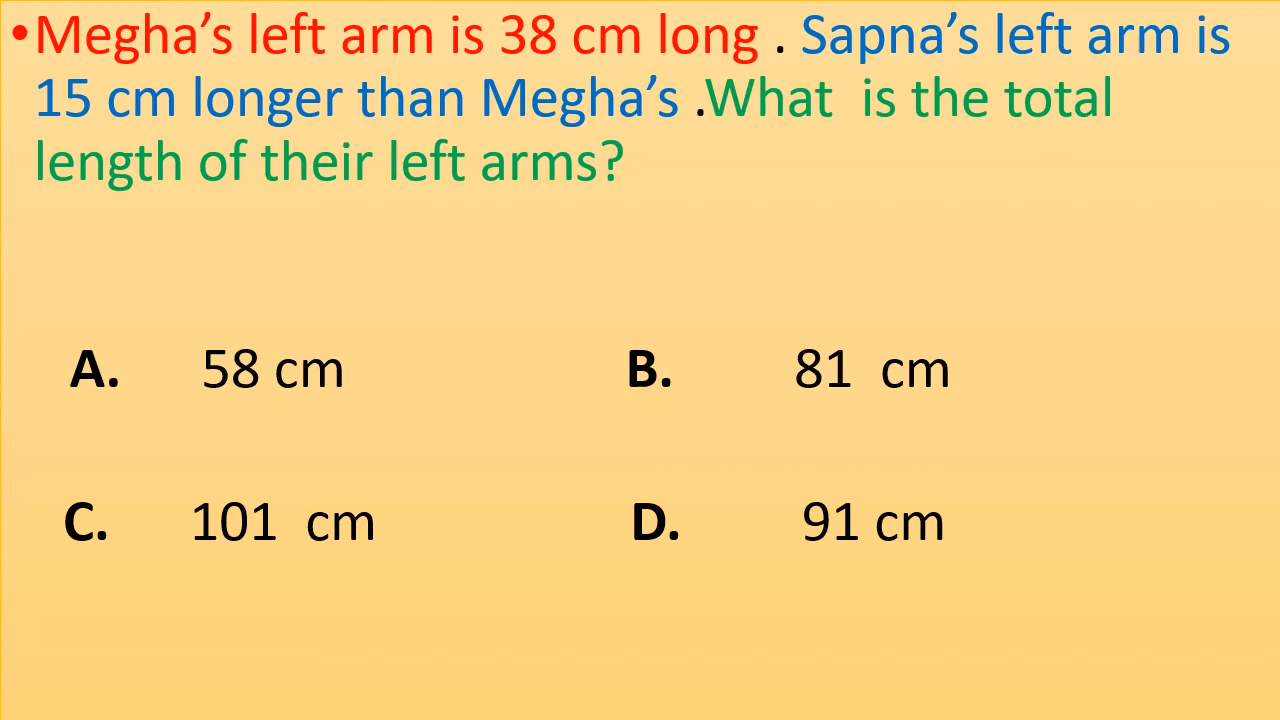 •Megha’s left arm is 38 cm long . Sapna’s left arm is
15 cm longer than Megha’s .What  is the total
length of their left arms?
A. 58 cm B. 81  cm
C. 101  cm D. 91 cm